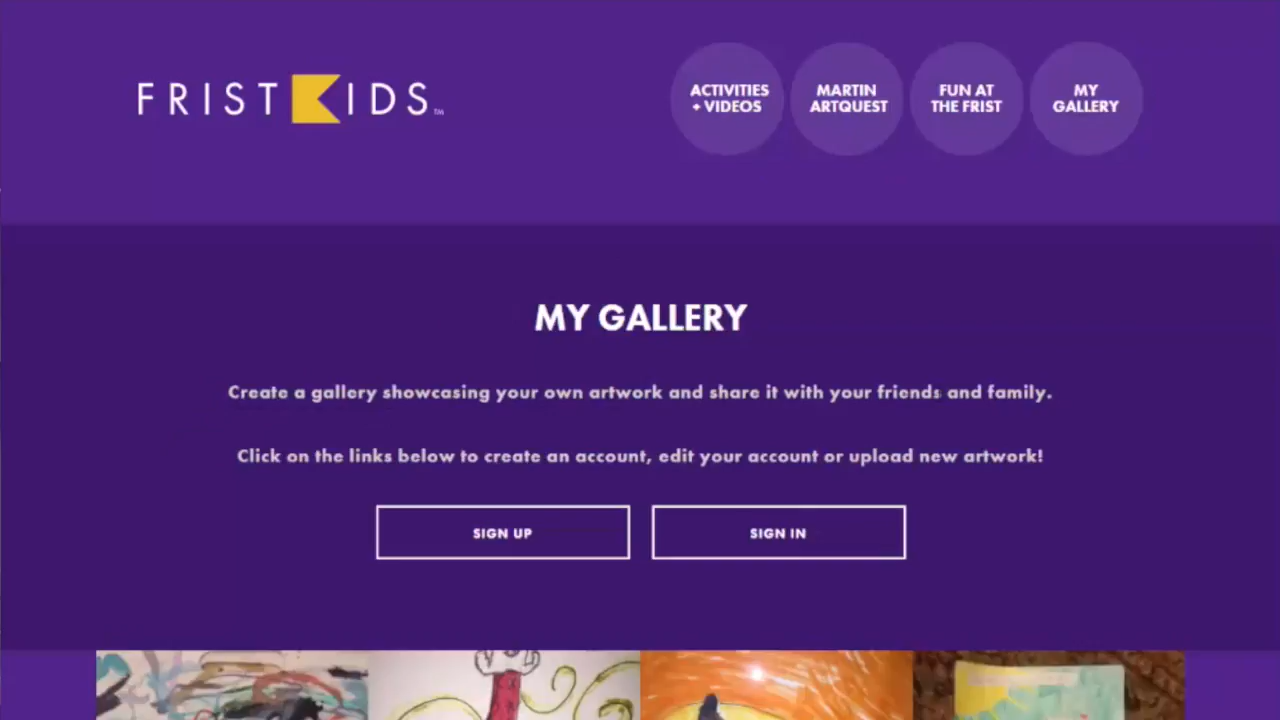 FRIST KIDS™
ACTIVITIES
+ VIDEOS
MARTIN
ARTQUEST
FUN AT
THE FRIST
MY
GALLERY
MY GALLERY
Create a gallery showcasing your own artwork and share it with your friends and family.
Click on the links below to create an account, edit your account or upload new artwork!
SIGN UP
SIGN IN